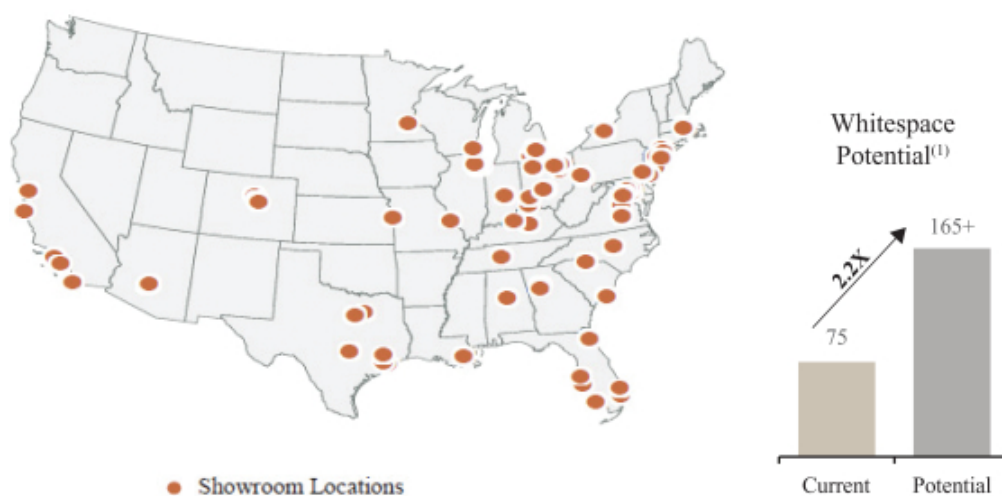 Whitespace
Potential(1)
165+
2.2X
75
Current Potential
Showroom Locations